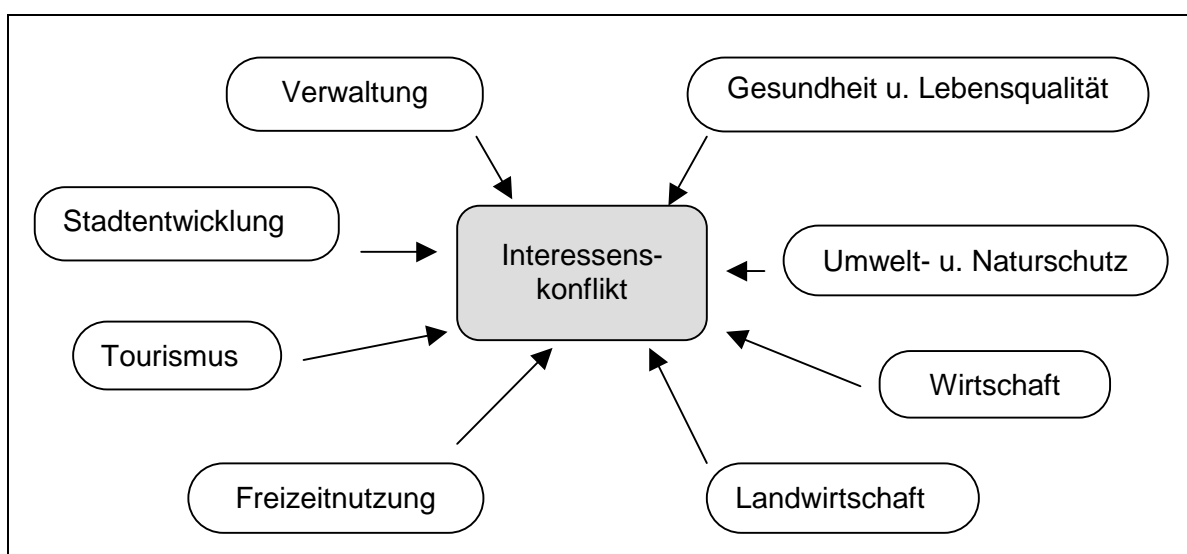 Verwaltung
Gesundheit u. Lebensqualität
Stadtentwicklung
Interessens-
konflikt
Umwelt- u. Naturschutz
Tourismus
Wirtschaft
Freizeitnutzung
Landwirtschaft